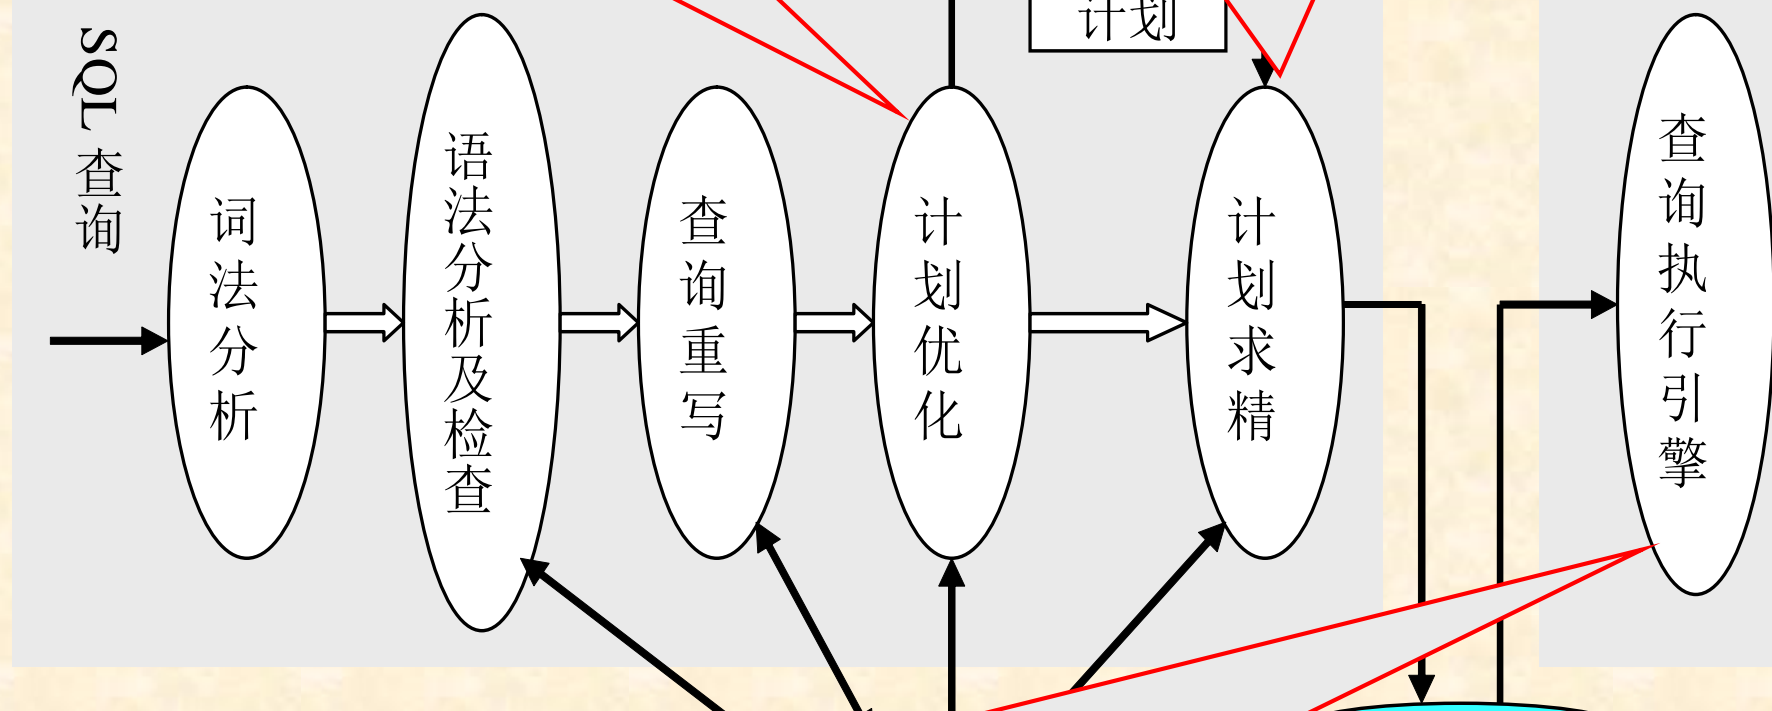 SQL 查询
计划
词法分析
语法分析及检查
查询重写
计划优化
计划求精
查询执行引擎